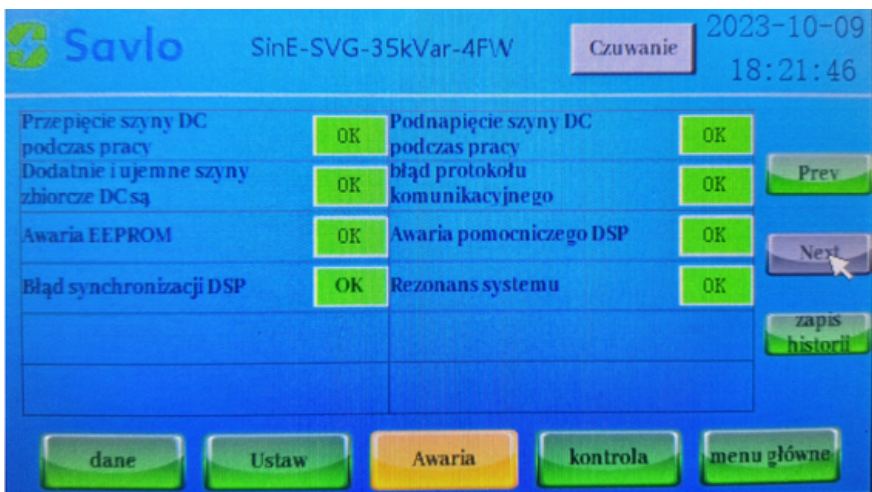 Savlo
SinE-SVG-35kVar-4FW
Czuwanie
2023-10-09
18:21:46
Przepięcie szyny DC
podczas pracy
OK
Podnapięcie szyny DC
podczas pracy
OK
Dodatnie i ujemne szyny
zbiorcze DC są
OK
błąd protokołu
komunikacyjnego
OK
Prev
Awaria EEPROM
OK
Awaria pomocniczego DSP
OK
Next
Błąd synchronizacji DSP
OK
Rezonans systemu
OK
zapis
historii
dane
Ustaw
Awaria
kontrola
menu główne